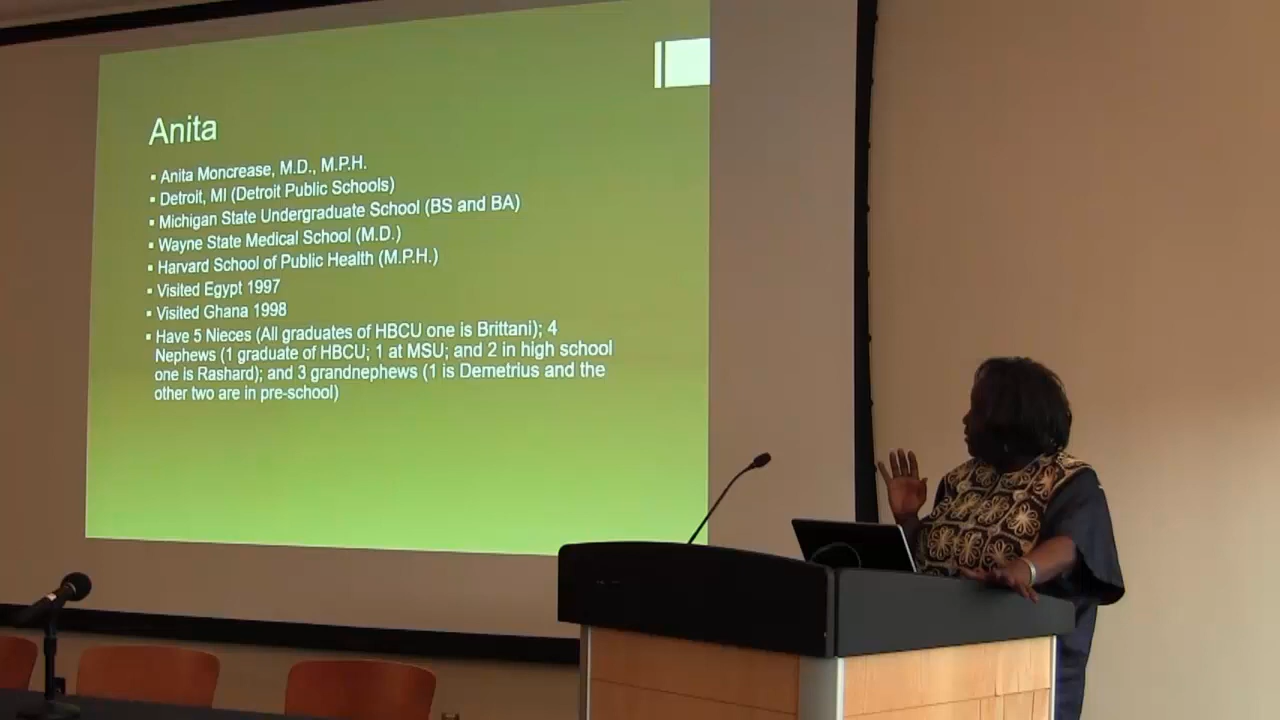 Anita
▪ Anita Moncrease, M.D., M.P.H.
▪ Detroit, MI (Detroit Public Schools)
▪ Michigan State Undergraduate School (BS and BA)
▪ Wayne State Medical School (M.D.)
▪ Harvard School of Public Health (M.P.H.)
▪ Visited Egypt 1997
▪ Visited Ghana 1998
▪ Have 5 Nieces (All graduates of HBCU one is Brittani); 4
Nephews (1 graduate of HBCU; 1 at MSU; and 2 in high school
one is Rashard); and 3 grandnephews (1 is Demetrius and the
other two are in pre-school)